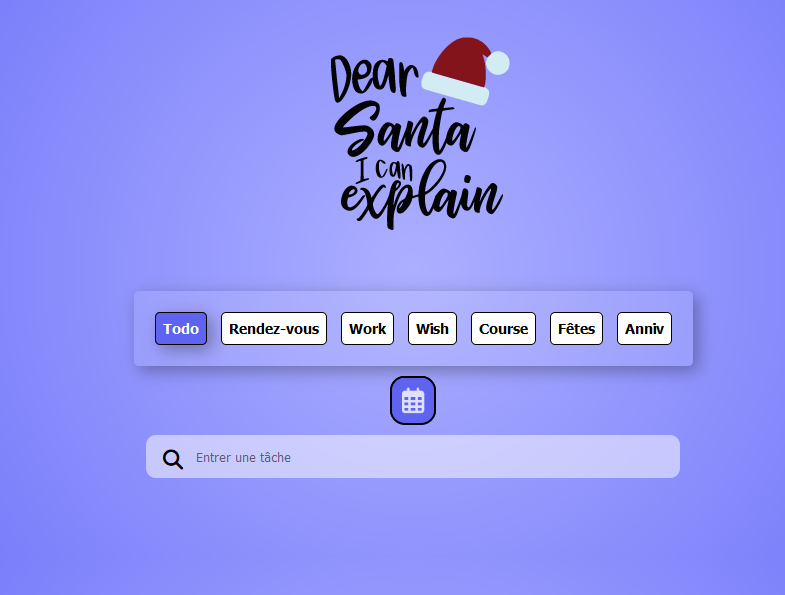 Dear
Santa
I can
explain
Todo Rendez-vous Work Wish Course Fêtes Anniv
Entrer une tâche